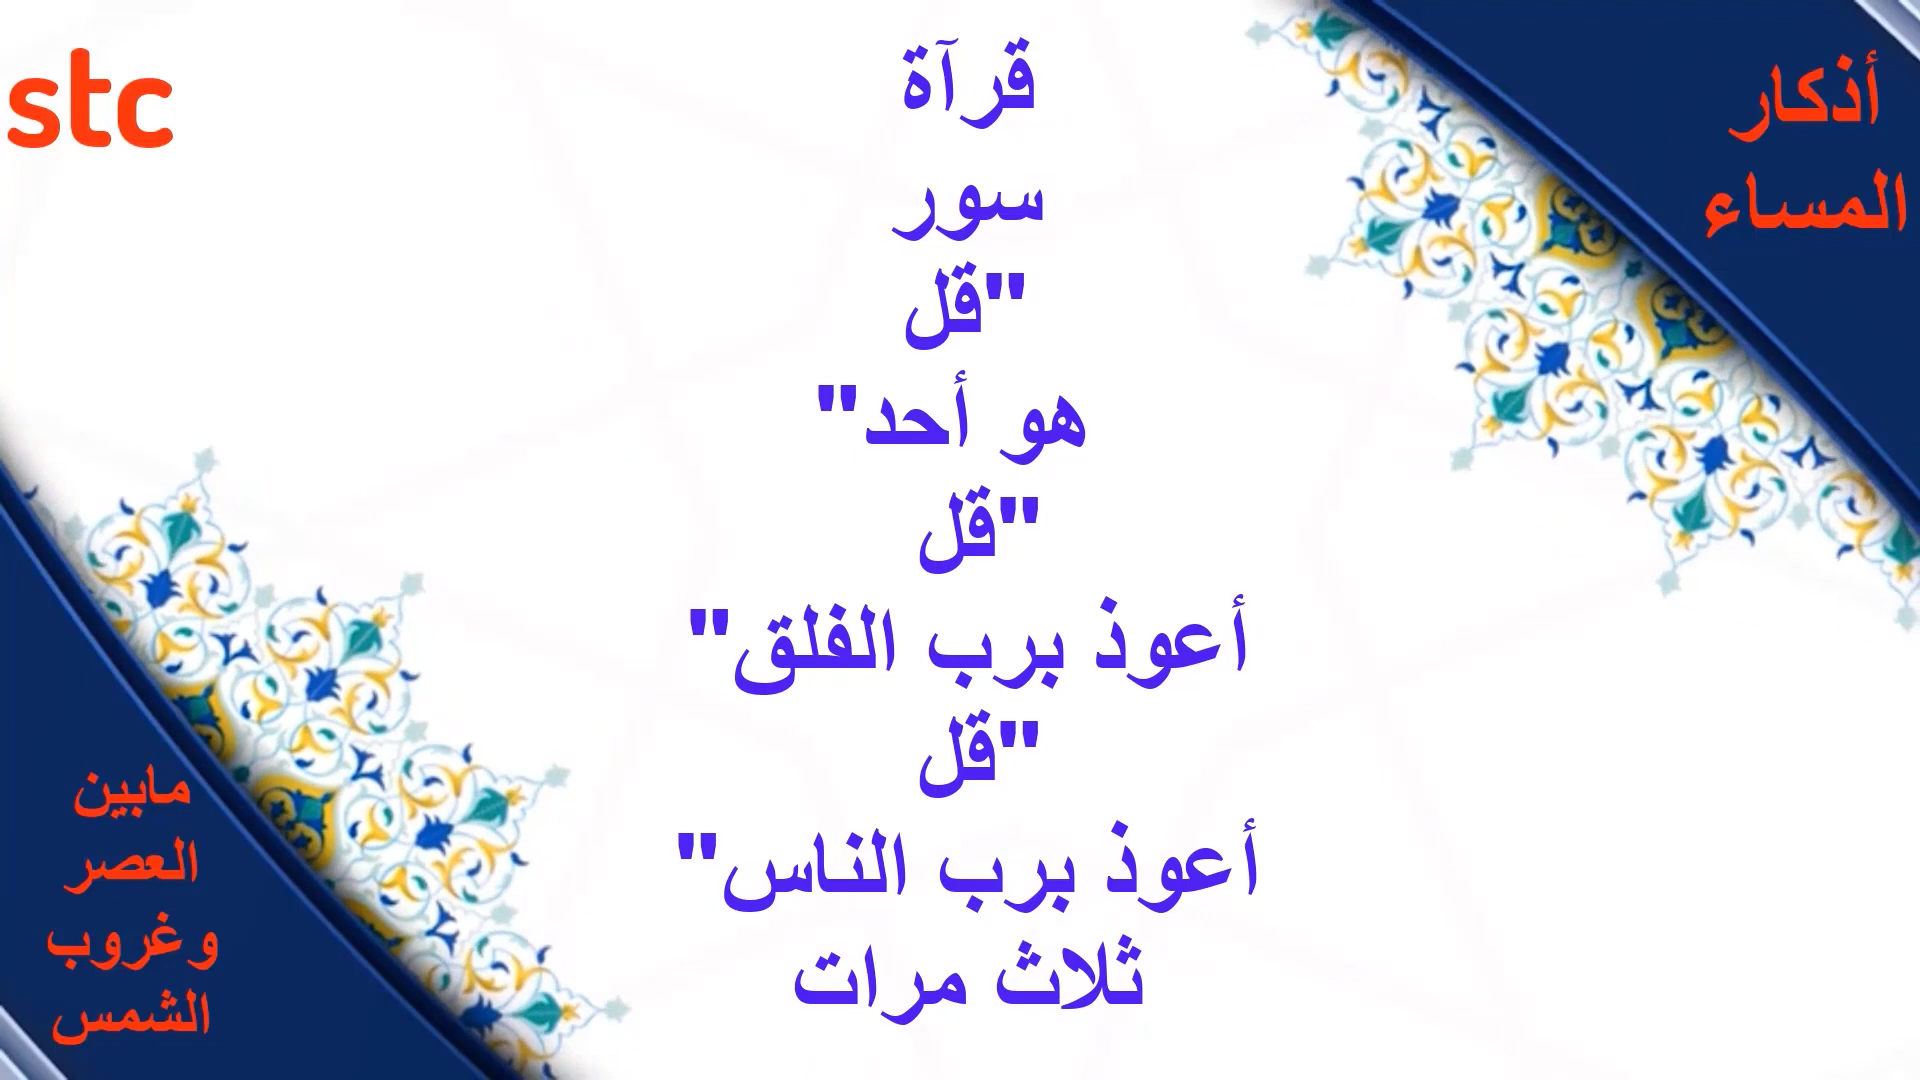 stc
أذكار
المساء
قرآة
سور
"قل
هو أحد"
"قل
أعوذ برب الفلق"
"قل
أعوذ برب الناس"
ثلاث مرات
مابين
العصر
وغروب
الشمس